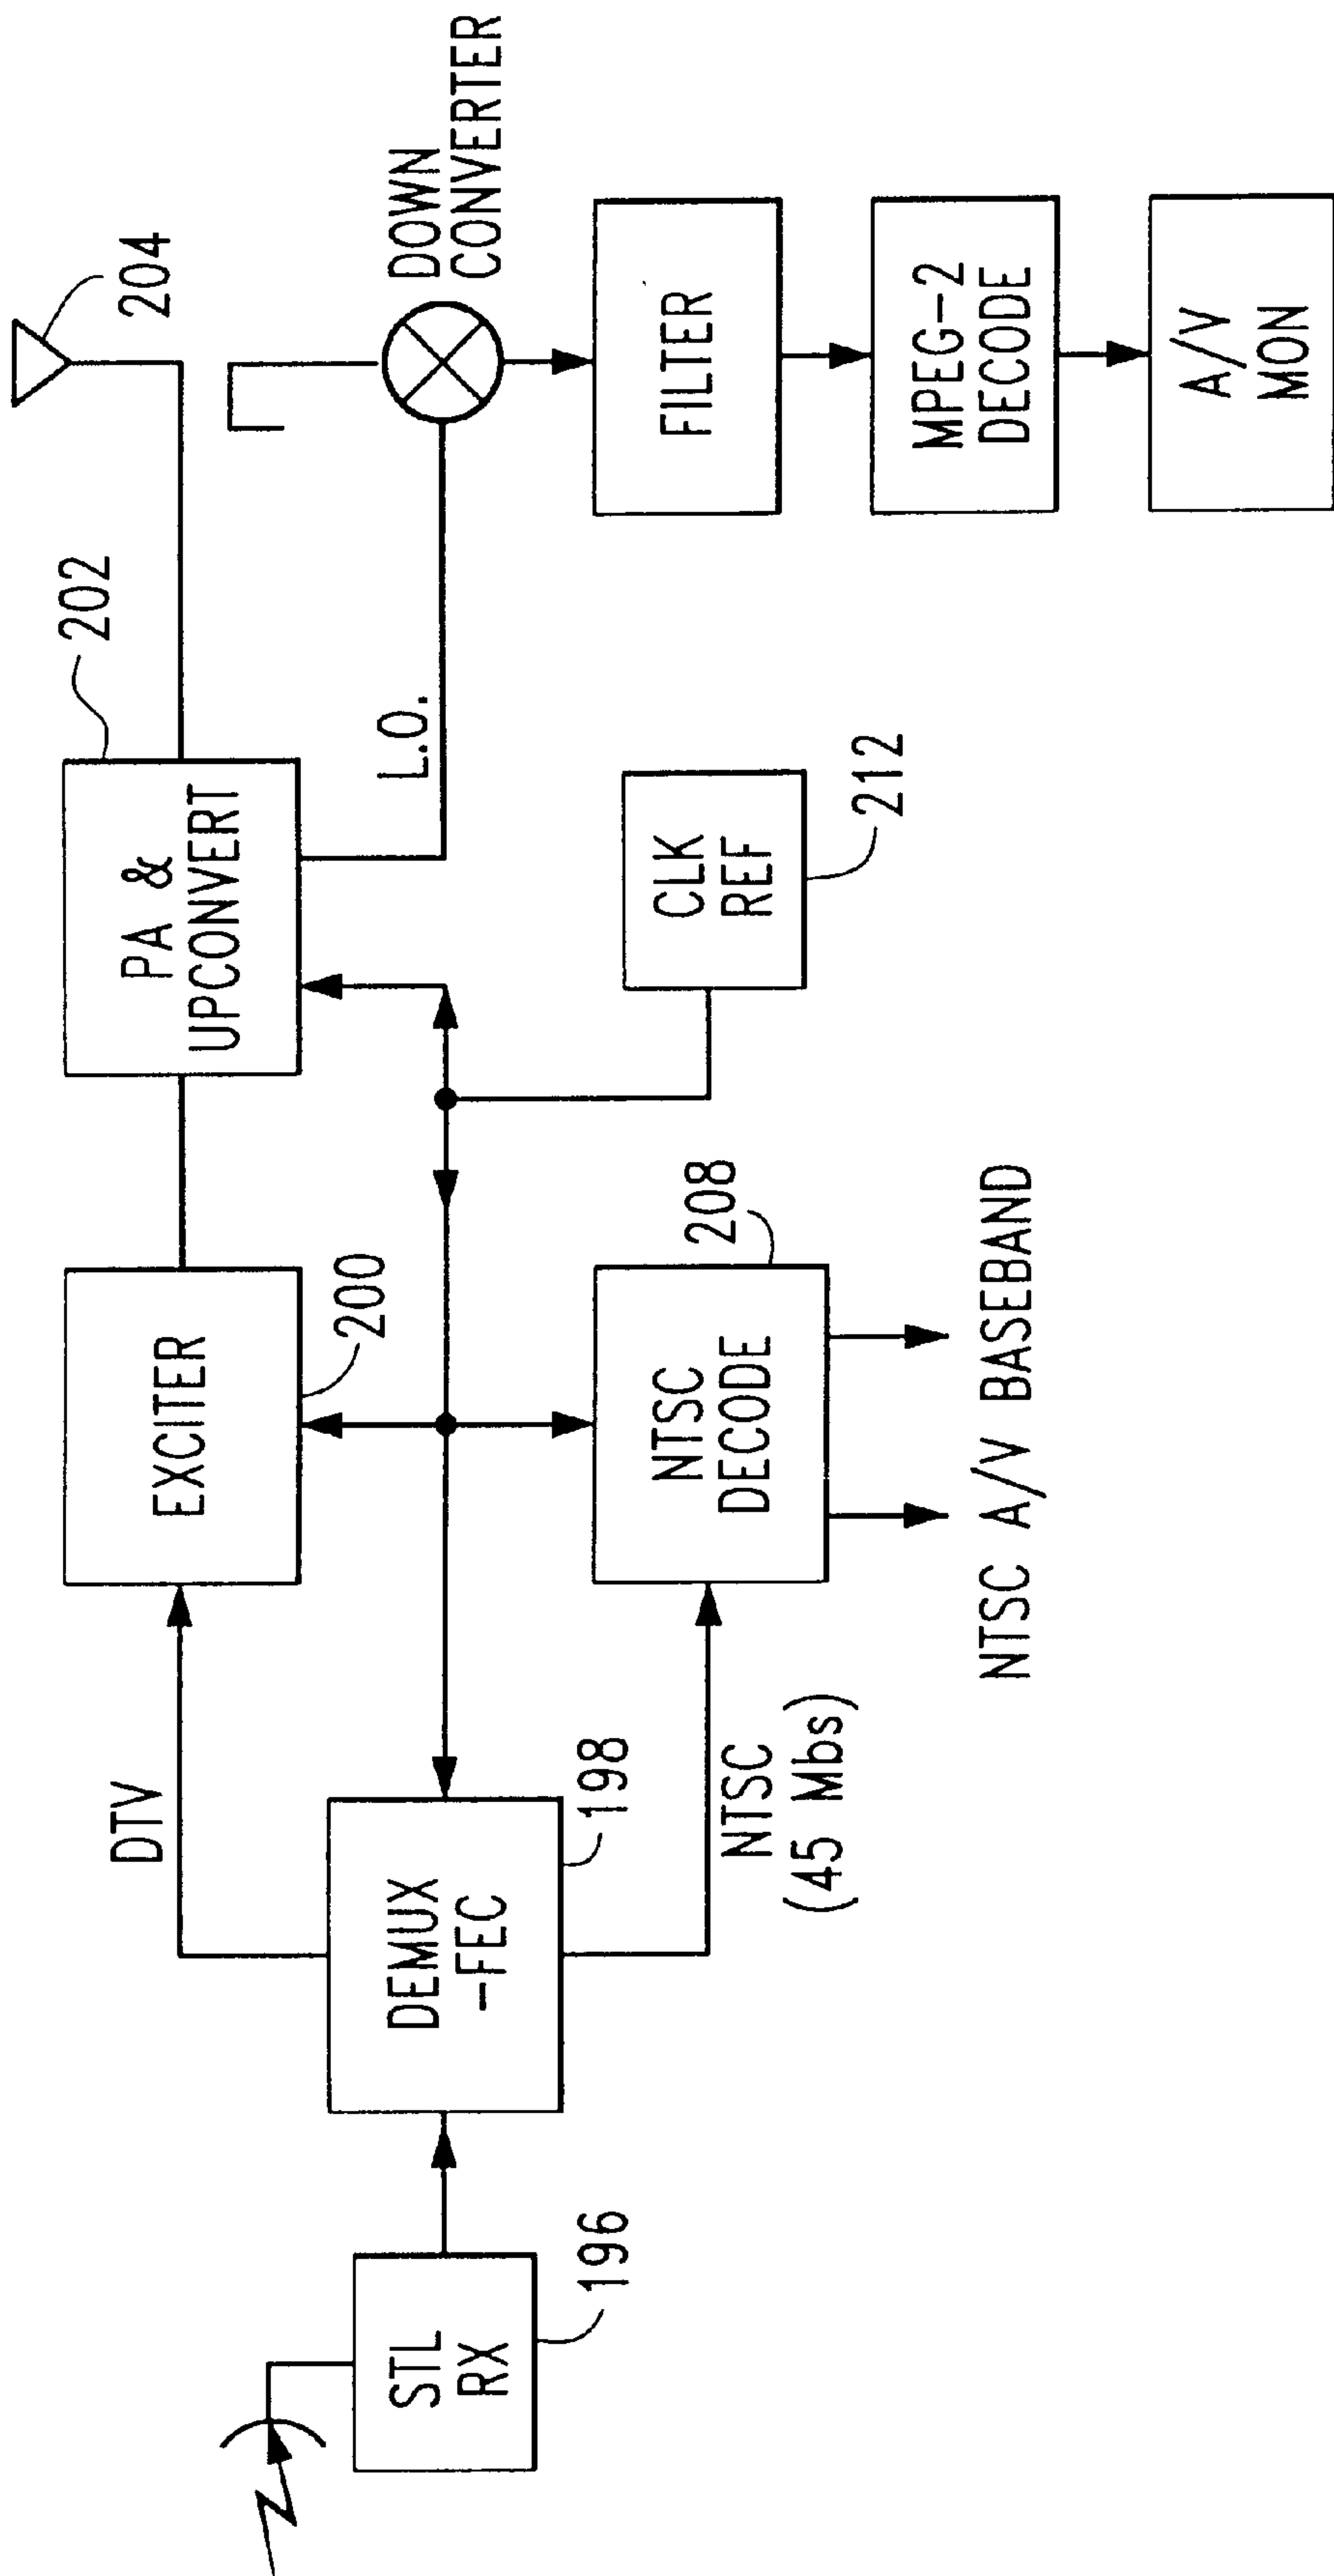 204
202
PA &
UPCONVERT
EXCITER
200
DTV
DOWN
CONVERTER
L.O.
STL
RX
196
DEMUX
-FEC
198
NTSC
(45 Mbs)
NTSC
DECODE
208
NTSC A/V BASEBAND
CLK
REF
212
FILTER
MPEG-2
DECODE
A/V
MON